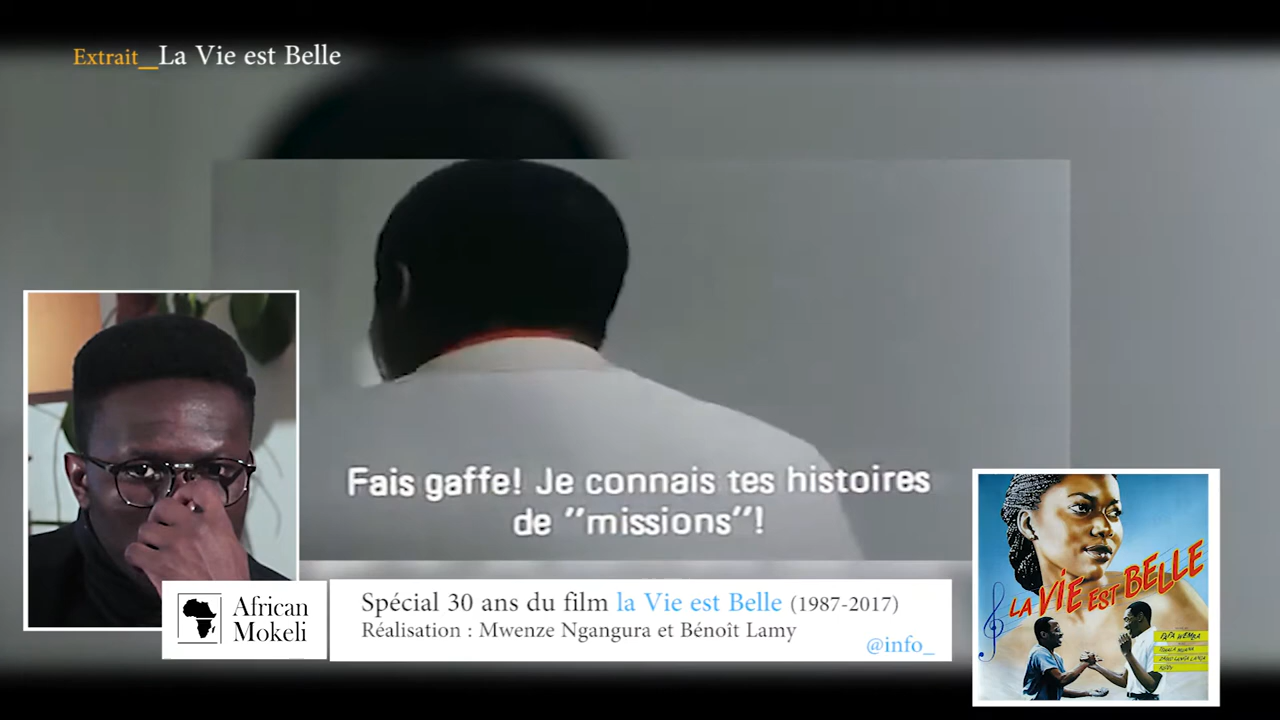 Extrait_La Vie est Belle
Fais gaffe! Je connais tes histoires
de "missions"!
African
Mokeli
Spécial 30 ans du film la Vie est Belle (1987-2017)
Réalisation : Mwenze Ngangura et Bénoît Lamy
@info_
LA VIE EST BELLE
PAPA WEMBA